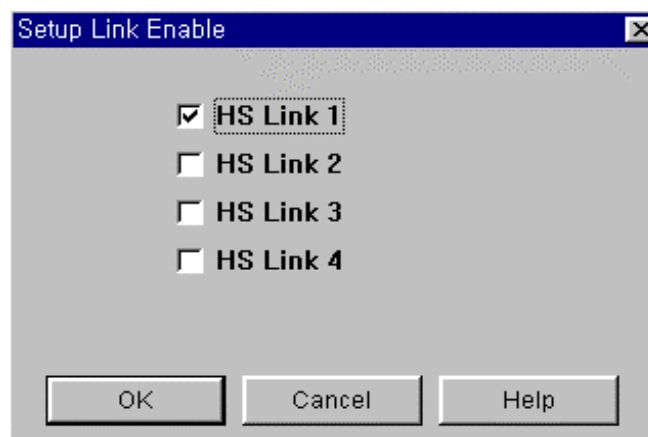 Setup Link Enable
HS Link 1
HS Link 2
HS Link 3
HS Link 4
OK Cancel Help